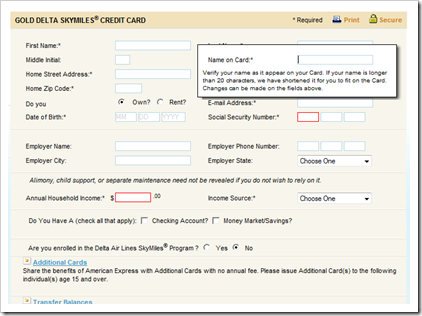 GOLD DELTA SKYMILES® CREDIT CARD
* Required Print Secure
First Name:*
Middle Initial:
Name on Card:*
Home Street Address:*
Verify your name as it appear on your Card. If your name is longer
than 20 characters, we have shortened it for you to fit on the Card.
Changes can be made on the fields above.
Home Zip Code:*
Do you Own? Rent? E-mail Address:*
Date of Birth:* MM DD YYYY Social Security Number:*
Employer Name: Employer Phone Number:
Employer City: Employer State: Choose One
Alimony, child support, or separate maintenance need not be revealed if you do not wish to rely on it.
Annual Household Income:* $ .00 Income Source:* Choose One
Do You Have A (check all that apply): Checking Account? Money Market/Savings?
Are you enrolled in the Delta Air Lines SkyMiles® Program ? Yes No
Additional Cards
Share the benefits of American Express with Additional Cards with no annual fee. Please issue Additional Card(s) to the following
individual(s) age 15 and over.
Transfer Balances